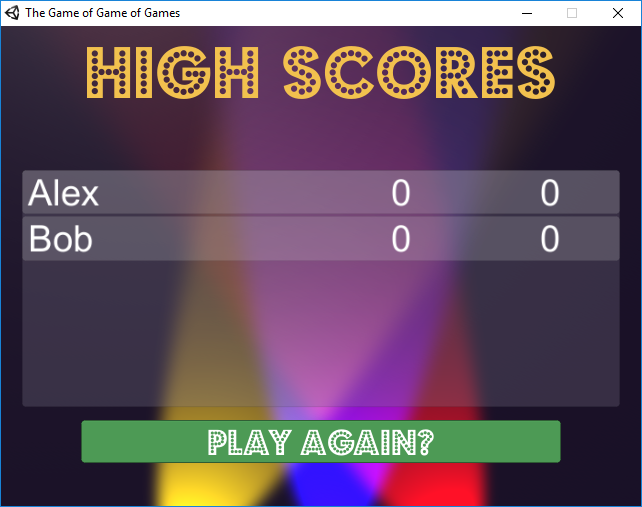 The Game of Game of Games
HIGH SCORES
Alex 0 0
Bob 0 0
PLAY AGAIN?